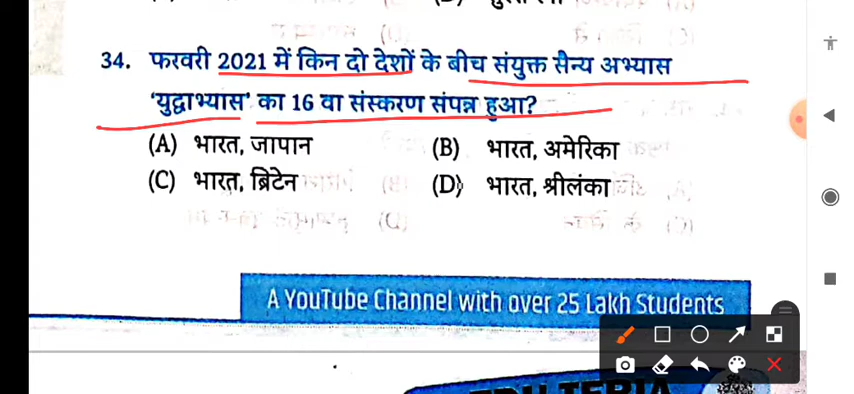 34. फरवरी 2021 में किन दो देशों के बीच संयुक्त सैन्य अभ्यास
'युद्वाभ्यास' का 16 वा संस्करण संपन्न हुआ?
(A) भारत, जापान (B) भारत, अमेरिका
(C) भारत, ब्रिटेन (D) भारत, श्रीलंका
A YouTube Channel with over 25 Lakh Students